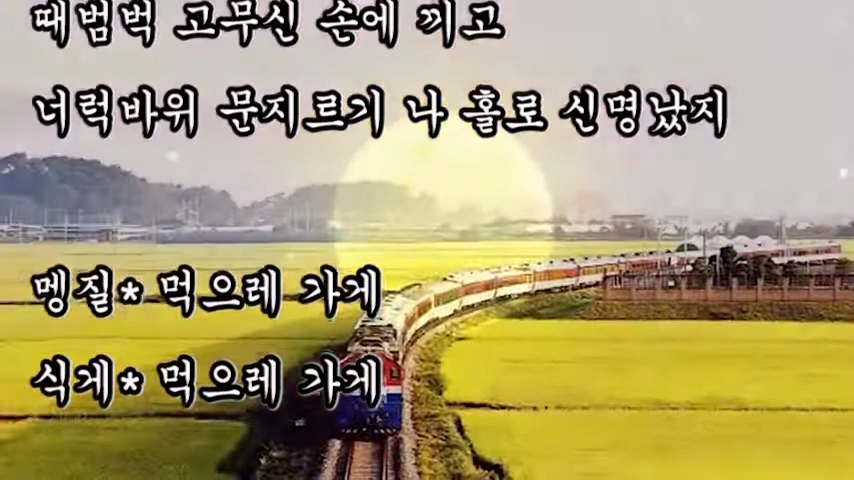 때범벅 고무신 손에 끼고
너럭바위 문지르기 나 홀로 신명났지
멩질* 먹으레 가게
식게* 먹으레 가게